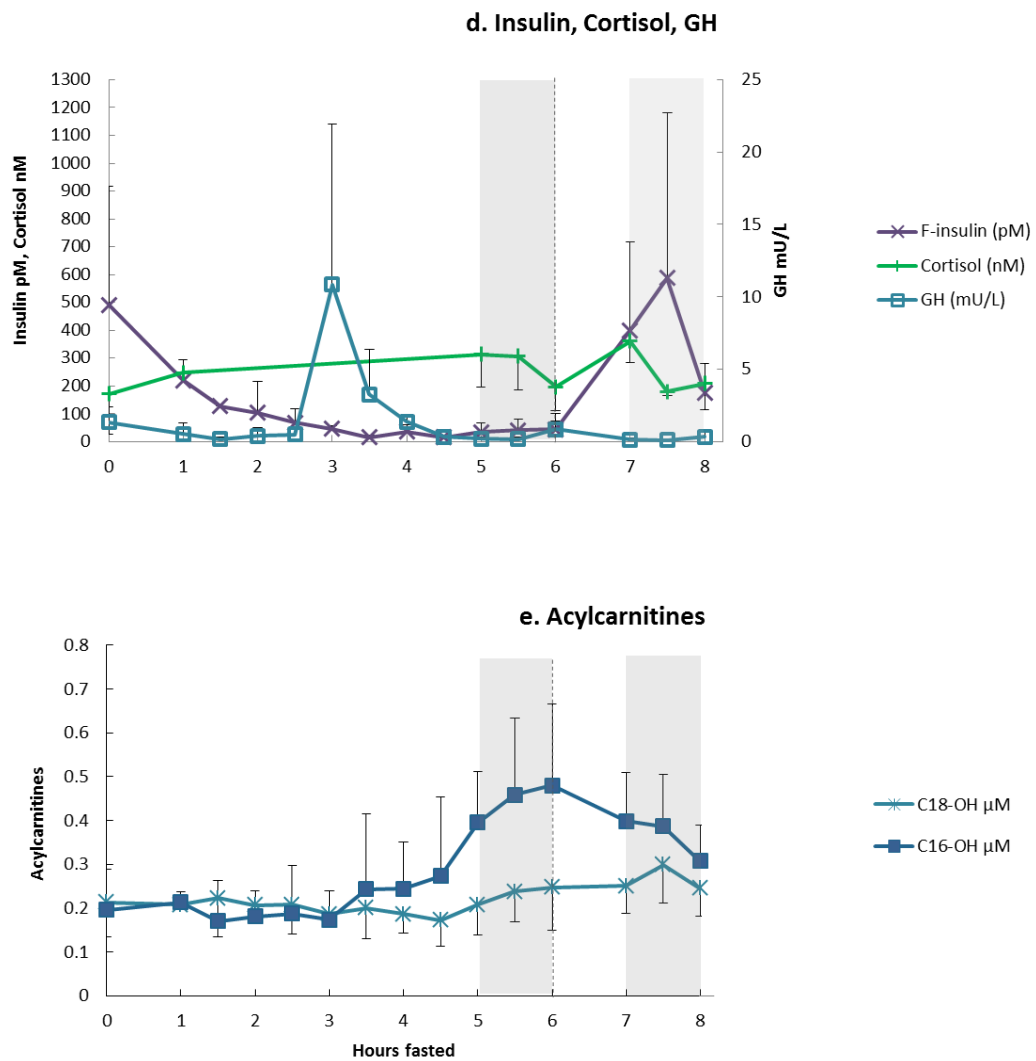 d. Insulin, Cortisol, GH
1300
1200
1100
1000
900
800
700
600
500
400
300
200
100
0
Insulin pM, Cortisol nM
25
20
15
10
5
0
GH mU/L
0 1 2 3 4 5 6 7 8
F-insulin (pM)
Cortisol (nM)
GH (mU/L)
e. Acylcarnitines
0.8
0.7
0.6
0.5
0.4
0.3
0.2
0.1
0
Acylcarnitines
0 1 2 3 4 5 6 7 8
Hours fasted
C18-OH µM
C16-OH µM